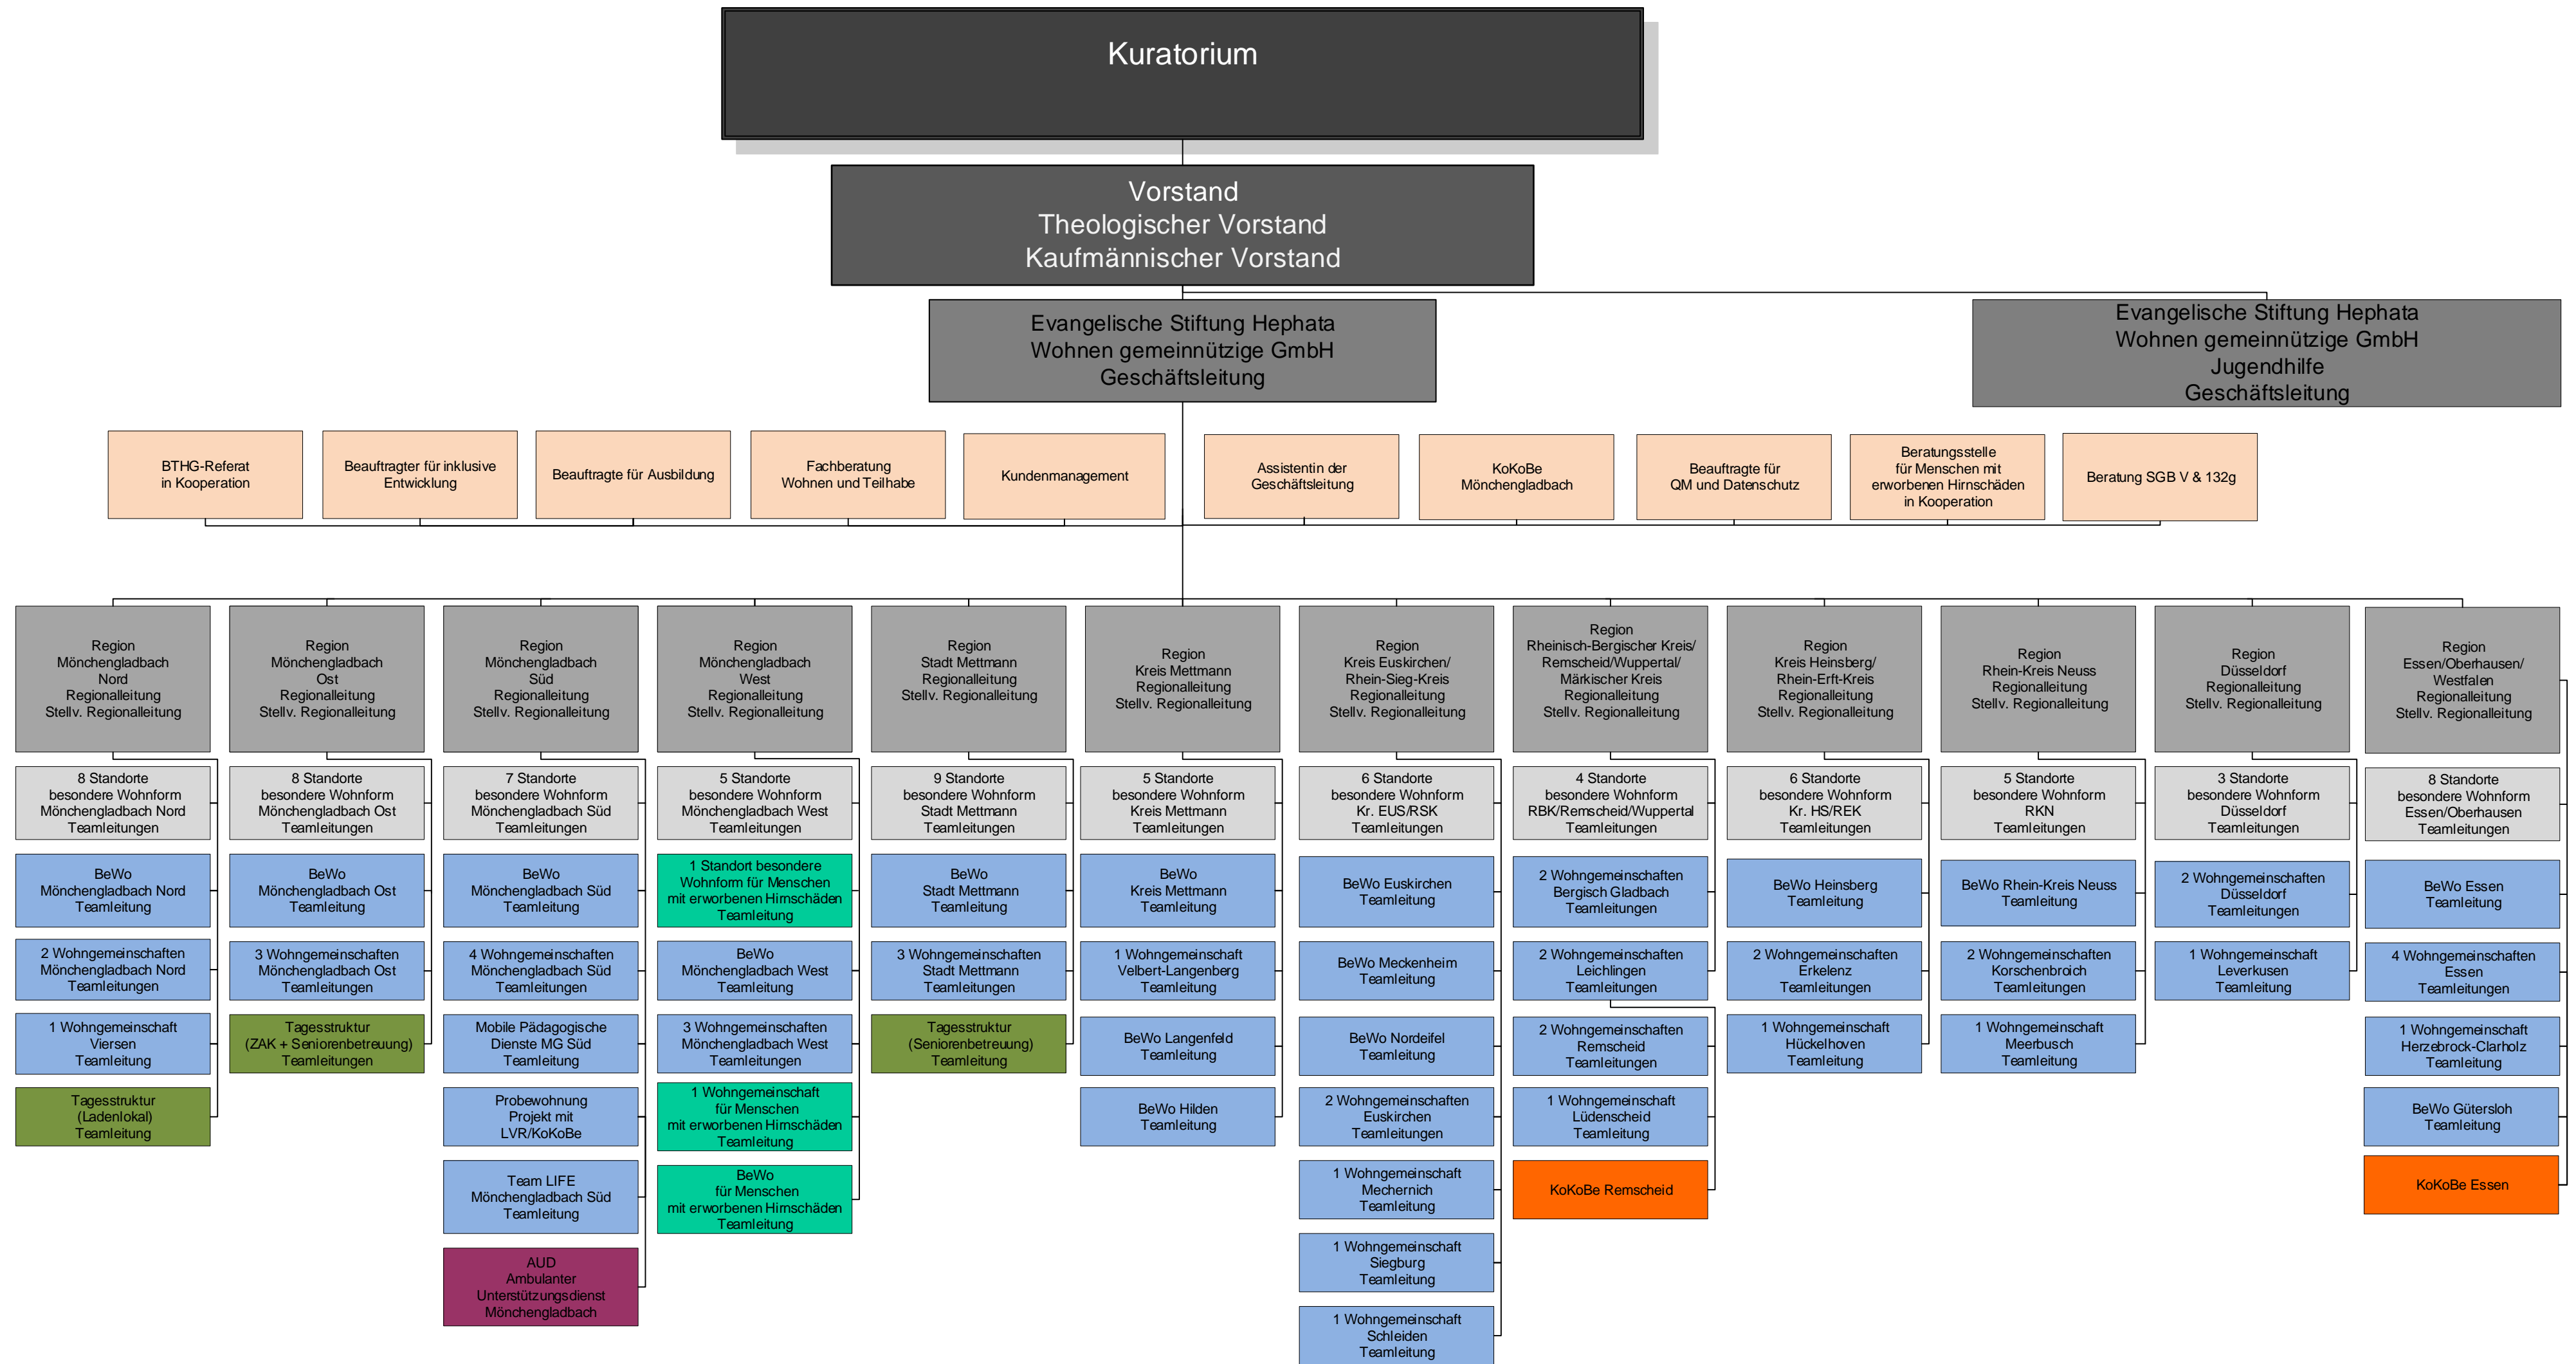 Kuratorium
Vorstand
Theologischer Vorstand
Kaufmännischer Vorstand
Evangelische Stiftung Hephata
Wohnen gemeinnützige GmbH
Geschäftsleitung
Evangelische Stiftung Hephata
Wohnen gemeinnützige GmbH
Jugendhilfe
Geschäftsleitung
BTHG-Referat
in Kooperation
Beauftragter für inklusive
Entwicklung
Beauftragte für Ausbildung
Fachberatung
Wohnen und Teilhabe
Kundenmanagement
Assistentin der
Geschäftsleitung
KoKoBe
Mönchengladbach
Beauftragte für
QM und Datenschutz
Beratungsstelle
für Menschen mit
erworbenen Hirnschäden
in Kooperation
Beratung SGB V & 132g
Region
Mönchengladbach
Nord
Regionalleitung
Stellv. Regionalleitung
8 Standorte
besondere Wohnform
Mönchengladbach Nord
Teamleitungen
BeWo
Mönchengladbach Nord
Teamleitung
2 Wohngemeinschaften
Mönchengladbach Nord
Teamleitungen
1 Wohngemeinschaft
Viersen
Teamleitung
Tagesstruktur
(Ladenlokal)
Teamleitung
Region
Mönchengladbach
Ost
Regionalleitung
Stellv. Regionalleitung
8 Standorte
besondere Wohnform
Mönchengladbach Ost
Teamleitungen
BeWo
Mönchengladbach Ost
Teamleitung
3 Wohngemeinschaften
Mönchengladbach Ost
Teamleitungen
Tagesstruktur
(ZAK + Seniorenbetreuung)
Teamleitungen
Region
Mönchengladbach
Süd
Regionalleitung
Stellv. Regionalleitung
7 Standorte
besondere Wohnform
Mönchengladbach Süd
Teamleitungen
BeWo
Mönchengladbach Süd
Teamleitung
4 Wohngemeinschaften
Mönchengladbach Süd
Teamleitungen
Mobile Pädagogische
Dienste MG Süd
Teamleitung
Probewohnung
Projekt mit
LVR/KoKoBe
Team LIFE
Mönchengladbach Süd
Teamleitung
AUD
Ambulanter
Unterstützungsdienst
Mönchengladbach
Region
Mönchengladbach
West
Regionalleitung
Stellv. Regionalleitung
5 Standorte
besondere Wohnform
Mönchengladbach West
Teamleitungen
1 Standort besondere
Wohnform für Menschen
mit erworbenen Hirnschäden
Teamleitung
BeWo
Mönchengladbach West
Teamleitung
3 Wohngemeinschaften
Mönchengladbach West
Teamleitungen
1 Wohngemeinschaft
für Menschen
mit erworbenen Hirnschäden
Teamleitung
BeWo
für Menschen
mit erworbenen Hirnschäden
Teamleitung
Region
Stadt Mettmann
Regionalleitung
Stellv. Regionalleitung
9 Standorte
besondere Wohnform
Stadt Mettmann
Teamleitungen
BeWo
Stadt Mettmann
Teamleitung
3 Wohngemeinschaften
Stadt Mettmann
Teamleitungen
Tagesstruktur
(Seniorenbetreuung)
Teamleitung
Region
Kreis Mettmann
Regionalleitung
Stellv. Regionalleitung
5 Standorte
besondere Wohnform
Kreis Mettmann
Teamleitungen
BeWo
Kreis Mettmann
Teamleitung
1 Wohngemeinschaft
Velbert-Langenberg
Teamleitung
BeWo Langenfeld
Teamleitung
BeWo Hilden
Teamleitung
Region
Kreis Euskirchen/
Rhein-Sieg-Kreis
Regionalleitung
Stellv. Regionalleitung
6 Standorte
besondere Wohnform
Kr. EUS/RSK
Teamleitungen
BeWo Euskirchen
Teamleitung
BeWo Meckenheim
Teamleitung
BeWo Nordeifel
Teamleitung
2 Wohngemeinschaften
Euskirchen
Teamleitungen
1 Wohngemeinschaft
Mechernich
Teamleitung
1 Wohngemeinschaft
Siegburg
Teamleitung
1 Wohngemeinschaft
Schleiden
Teamleitung
Region
Rheinisch-Bergischer Kreis/
Remscheid/Wuppertal/
Märkischer Kreis
Regionalleitung
Stellv. Regionalleitung
4 Standorte
besondere Wohnform
RBK/Remscheid/Wuppertal
Teamleitungen
2 Wohngemeinschaften
Bergisch Gladbach
Teamleitungen
2 Wohngemeinschaften
Leichlingen
Teamleitungen
2 Wohngemeinschaften
Remscheid
Teamleitungen
1 Wohngemeinschaft
Lüdenscheid
Teamleitung
KoKoBe Remscheid
Region
Kreis Heinsberg/
Rhein-Erft-Kreis
Regionalleitung
Stellv. Regionalleitung
6 Standorte
besondere Wohnform
Kr. HS/REK
Teamleitungen
BeWo Heinsberg
Teamleitung
2 Wohngemeinschaften
Erkelenz
Teamleitungen
1 Wohngemeinschaft
Hückelhoven
Teamleitung
Region
Rhein-Kreis Neuss
Regionalleitung
Stellv. Regionalleitung
5 Standorte
besondere Wohnform
RKN
Teamleitungen
BeWo Rhein-Kreis Neuss
Teamleitung
2 Wohngemeinschaften
Korschenbroich
Teamleitungen
1 Wohngemeinschaft
Meerbusch
Teamleitung
Region
Düsseldorf
Regionalleitung
Stellv. Regionalleitung
3 Standorte
besondere Wohnform
Düsseldorf
Teamleitungen
2 Wohngemeinschaften
Düsseldorf
Teamleitungen
1 Wohngemeinschaft
Leverkusen
Teamleitung
Region
Essen/Oberhausen/
Westfalen
Regionalleitung
Stellv. Regionalleitung
8 Standorte
besondere Wohnform
Essen/Oberhausen
Teamleitungen
BeWo Essen
Teamleitung
4 Wohngemeinschaften
Essen
Teamleitungen
1 Wohngemeinschaft
Herzebrock-Clarholz
Teamleitung
BeWo Gütersloh
Teamleitung
KoKoBe Essen